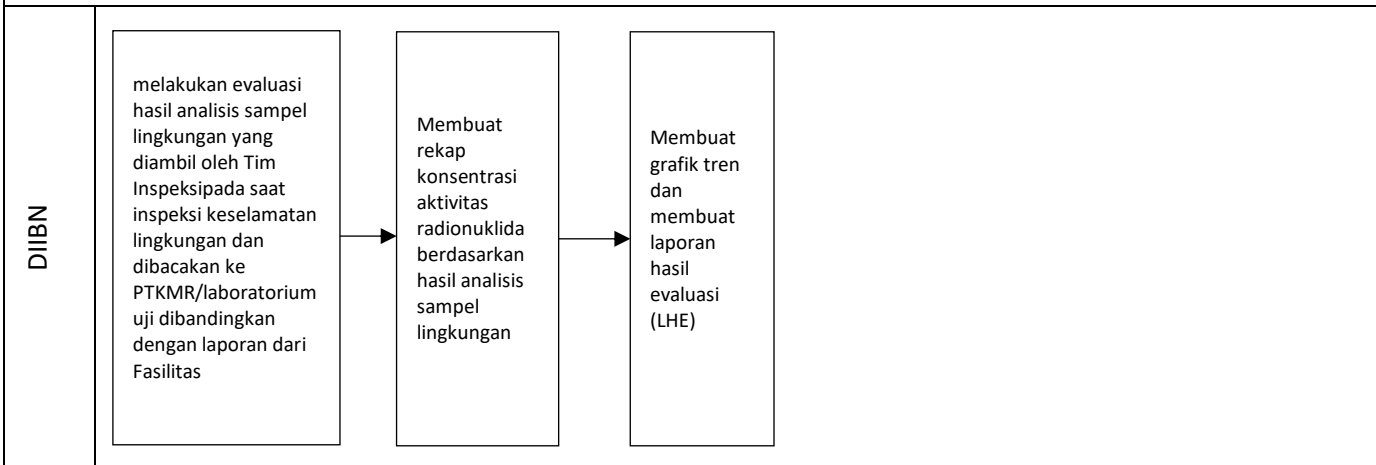 DIIBN
melakukan evaluasi
hasil analisis sampel
lingkungan yang
diambil oleh Tim
Inspeksipada saat
inspeksi keselamatan
lingkungan dan
dibacakan ke
PTKMR/laboratorium
uji dibandingkan
dengan laporan dari
Fasilitas
Membuat
rekap
konsentrasi
aktivitas
radionuklida
berdasarkan
hasil analisis
sampel
lingkungan
Membuat
grafik tren
dan
membuat
laporan
hasil
evaluasi
(LHE)